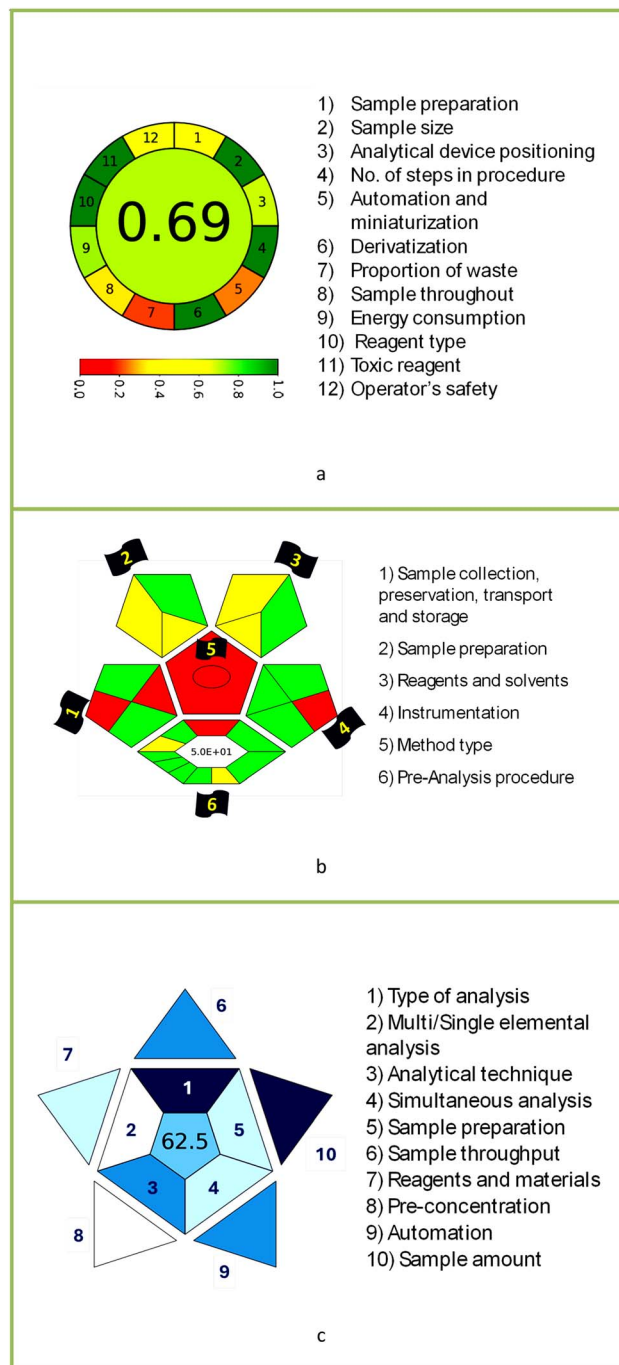 12
1
11
2
10
3
0.69
9
4
8
5
7
6
0.0
0.2
0.4
0.6
0.8
1.0
1) Sample preparation
2) Sample size
3) Analytical device positioning
4) No. of steps in procedure
5) Automation and
miniaturization
6) Derivatization
7) Proportion of waste
8) Sample throughout
9) Energy consumption
10) Reagent type
11) Toxic reagent
12) Operator's safety
a
2
3
5
1
4
5.0E+01
6
1) Sample collection,
preservation, transport
and storage
2) Sample preparation
3) Reagents and solvents
4) Instrumentation
5) Method type
6) Pre-Analysis procedure
b
6
7
1
2
5
62.5
10
3
4
8
9
1) Type of analysis
2) Multi/Single elemental
analysis
3) Analytical technique
4) Simultaneous analysis
5) Sample preparation
6) Sample throughput
7) Reagents and materials
8) Pre-concentration
9) Automation
10) Sample amount
c